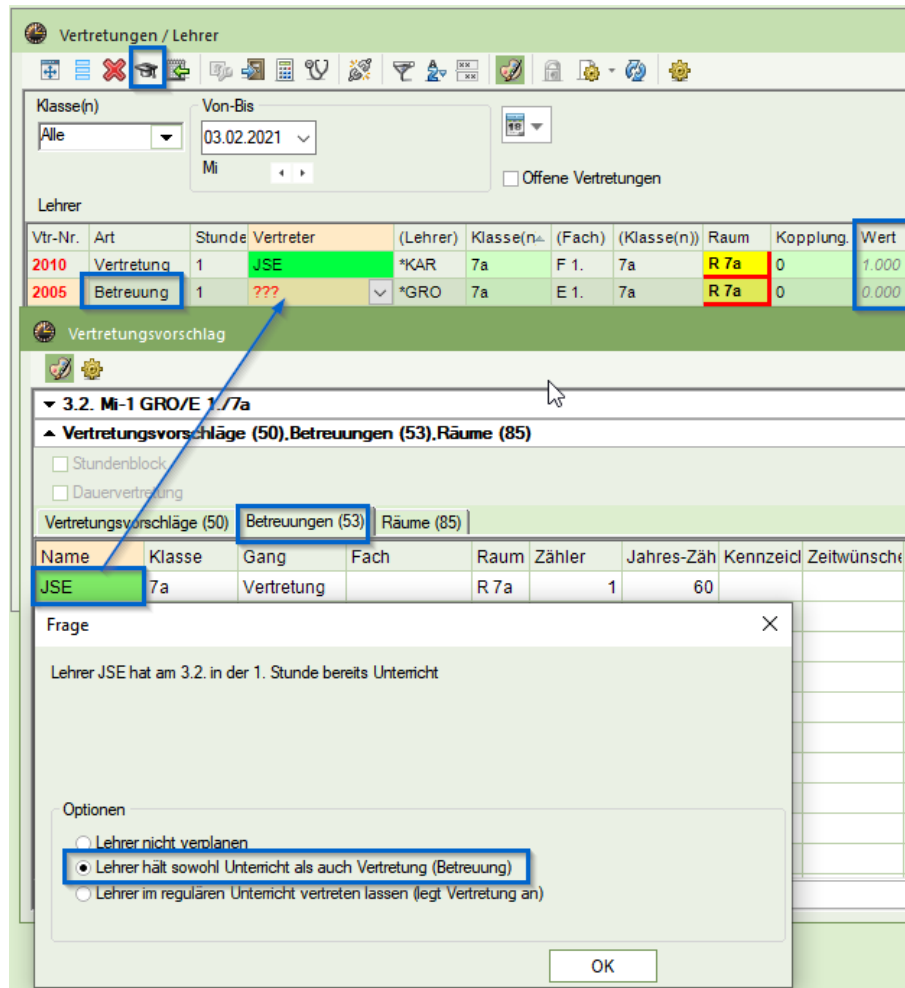 Vertretungen / Lehrer
Klasse(n) Von-Bis
Alle 03.02.2021
Mi
Offene Vertretungen
Lehrer
Vtr-Nr. Art Stunde Vertreter (Lehrer) Klasse(n (Fach) (Klasse(n)) Raum Kopplung. Wert
2010 Vertretung 1 JSE *KAR 7a F 1. 7a R 7a 0 1.000
2005 Betreuung 1 ??? *GRO 7a E 1. 7a R 7a 0 0.000
Vertretungsvorschlag
3.2. Mi-1 GRO/E 1./7a
Vertretungsvorschläge (50),Betreuungen (53),Räume (85)
Stundenblock
Dauervertretung
Vertretungsvorschläge (50) Betreuungen (53) Räume (85)
Name Klasse Gang Fach Raum Zähler Jahres-Zäh Kennzeicl Zeitwünsche
JSE 7a Vertretung R 7a 1 60
Frage
Lehrer JSE hat am 3.2. in der 1. Stunde bereits Unterricht
Optionen
Lehrer nicht verplanen
Lehrer hält sowohl Unterricht als auch Vertretung (Betreuung)
Lehrer im regulären Unterricht vertreten lassen (legt Vertretung an)
OK